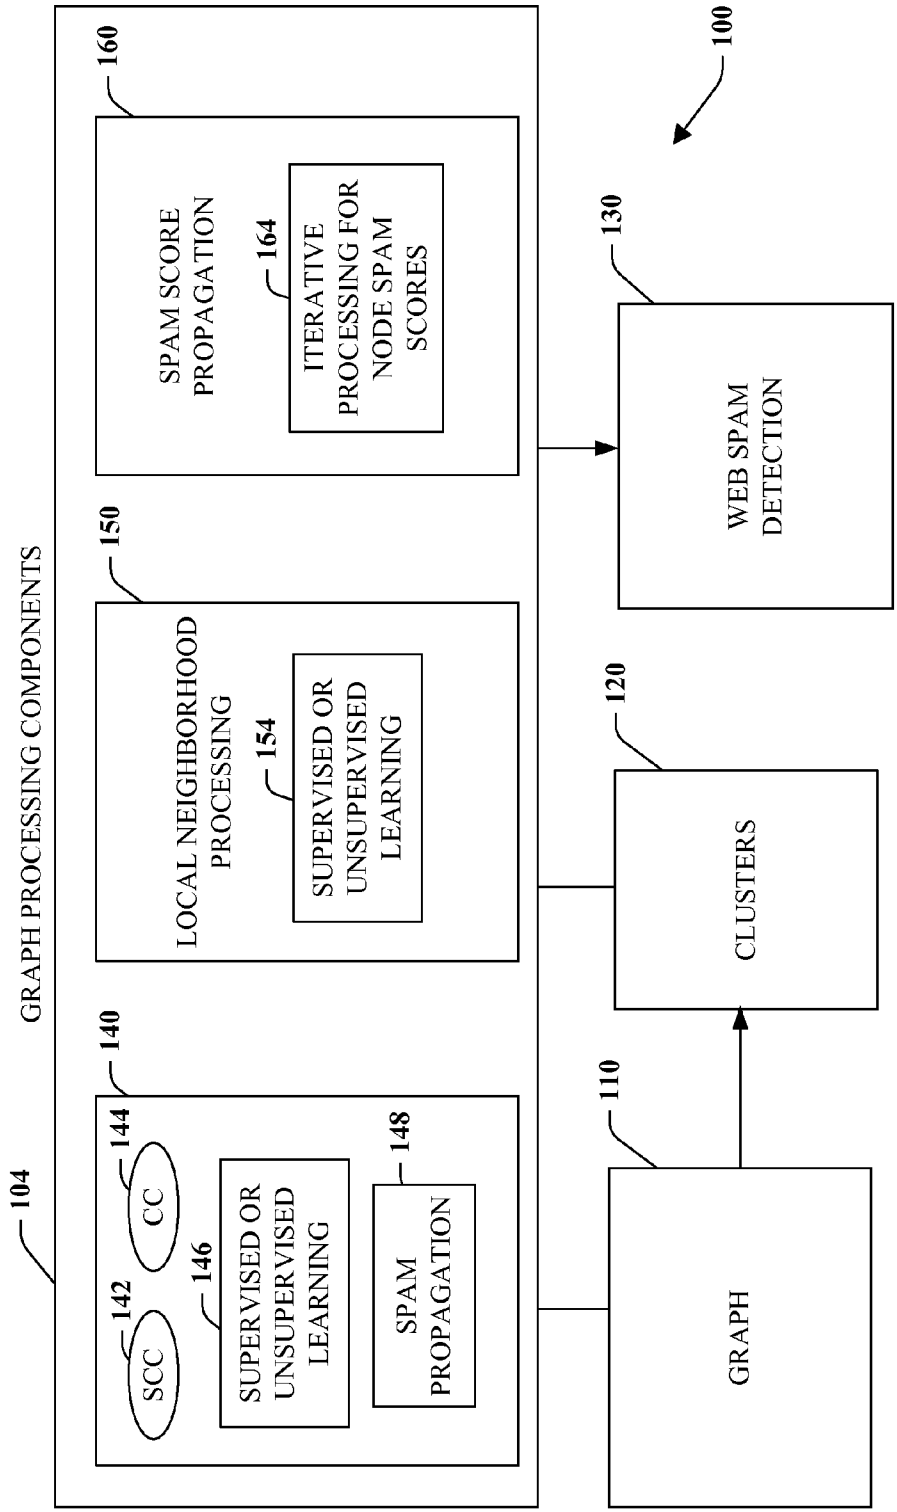 GRAPH PROCESSING COMPONENTS
104
140
SCC
142
CC
144
146
SUPERVISED OR
UNSUPERVISED
LEARNING
148
SPAM
PROPAGATION
150
LOCAL NEIGHBORHOOD
PROCESSING
154
SUPERVISED OR
UNSUPERVISED
LEARNING
160
SPAM SCORE
PROPAGATION
164
ITERATIVE
PROCESSING FOR
NODE SPAM
SCORES
110
GRAPH
120
CLUSTERS
130
WEB SPAM
DETECTION
100